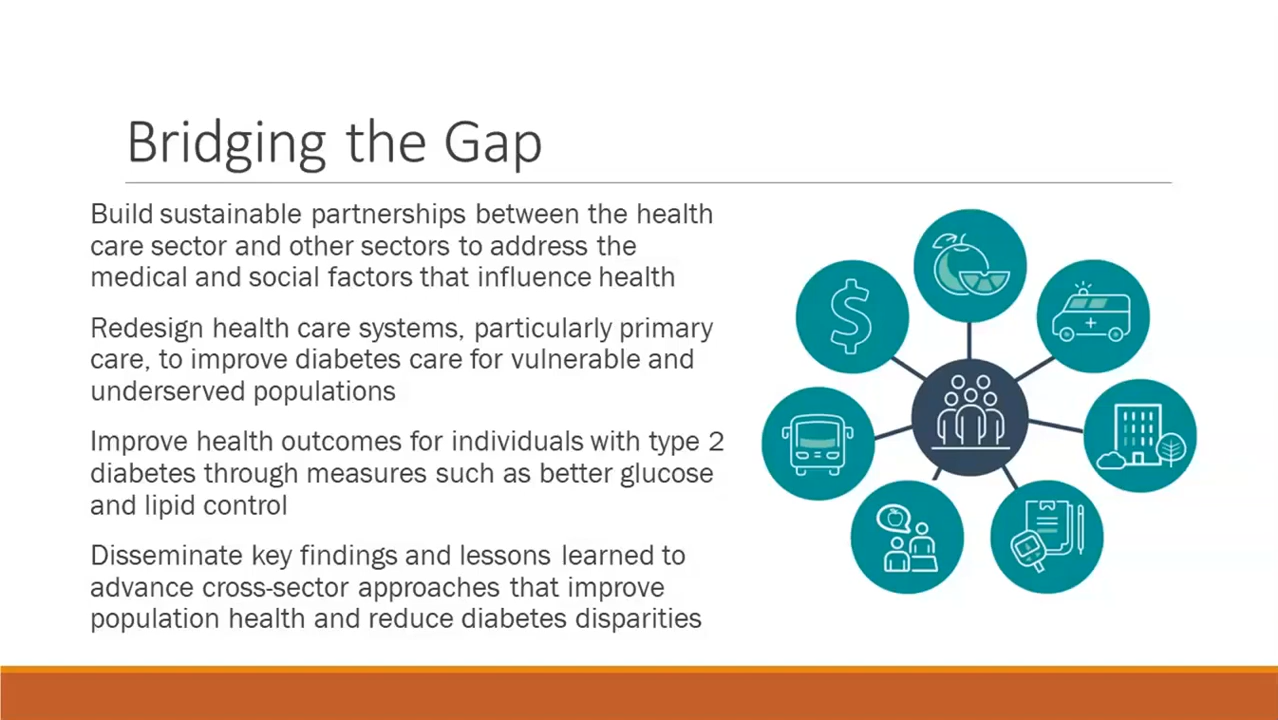 Bridging the Gap
Build sustainable partnerships between the health
care sector and other sectors to address the
medical and social factors that influence health
Redesign health care systems, particularly primary
care, to improve diabetes care for vulnerable and
underserved populations
Improve health outcomes for individuals with type 2
diabetes through measures such as better glucose
and lipid control
Disseminate key findings and lessons learned to
advance cross-sector approaches that improve
population health and reduce diabetes disparities